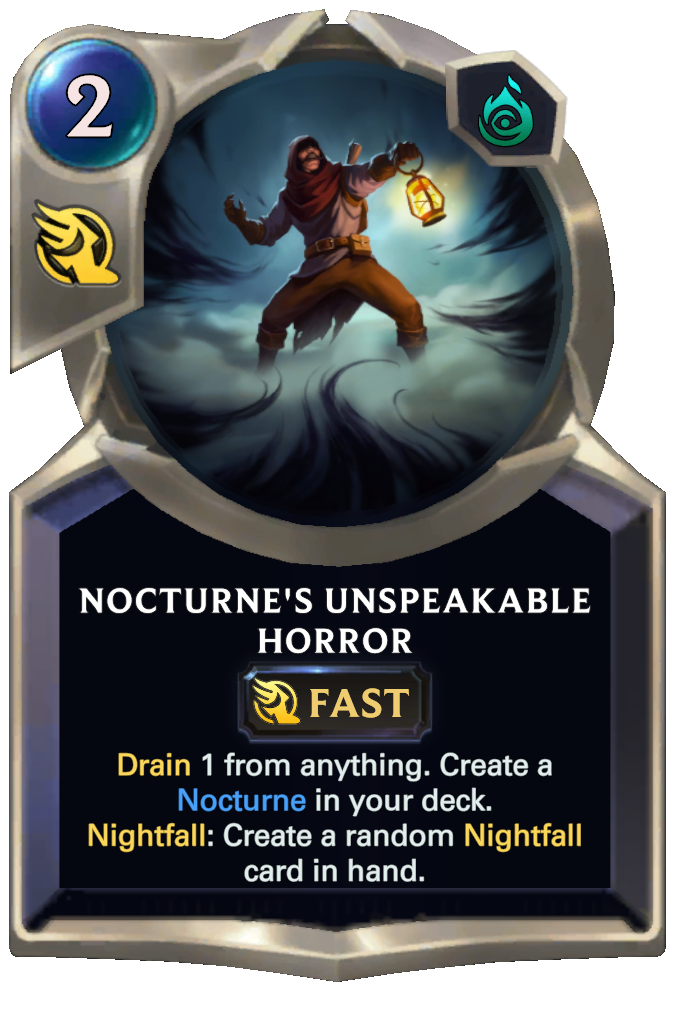 2
NOCTURNE'S UNSPEAKABLE
HORROR
FAST
Drain 1 from anything. Create a
Nocturne in your deck.
Nightfall: Create a random Nightfall
card in hand.